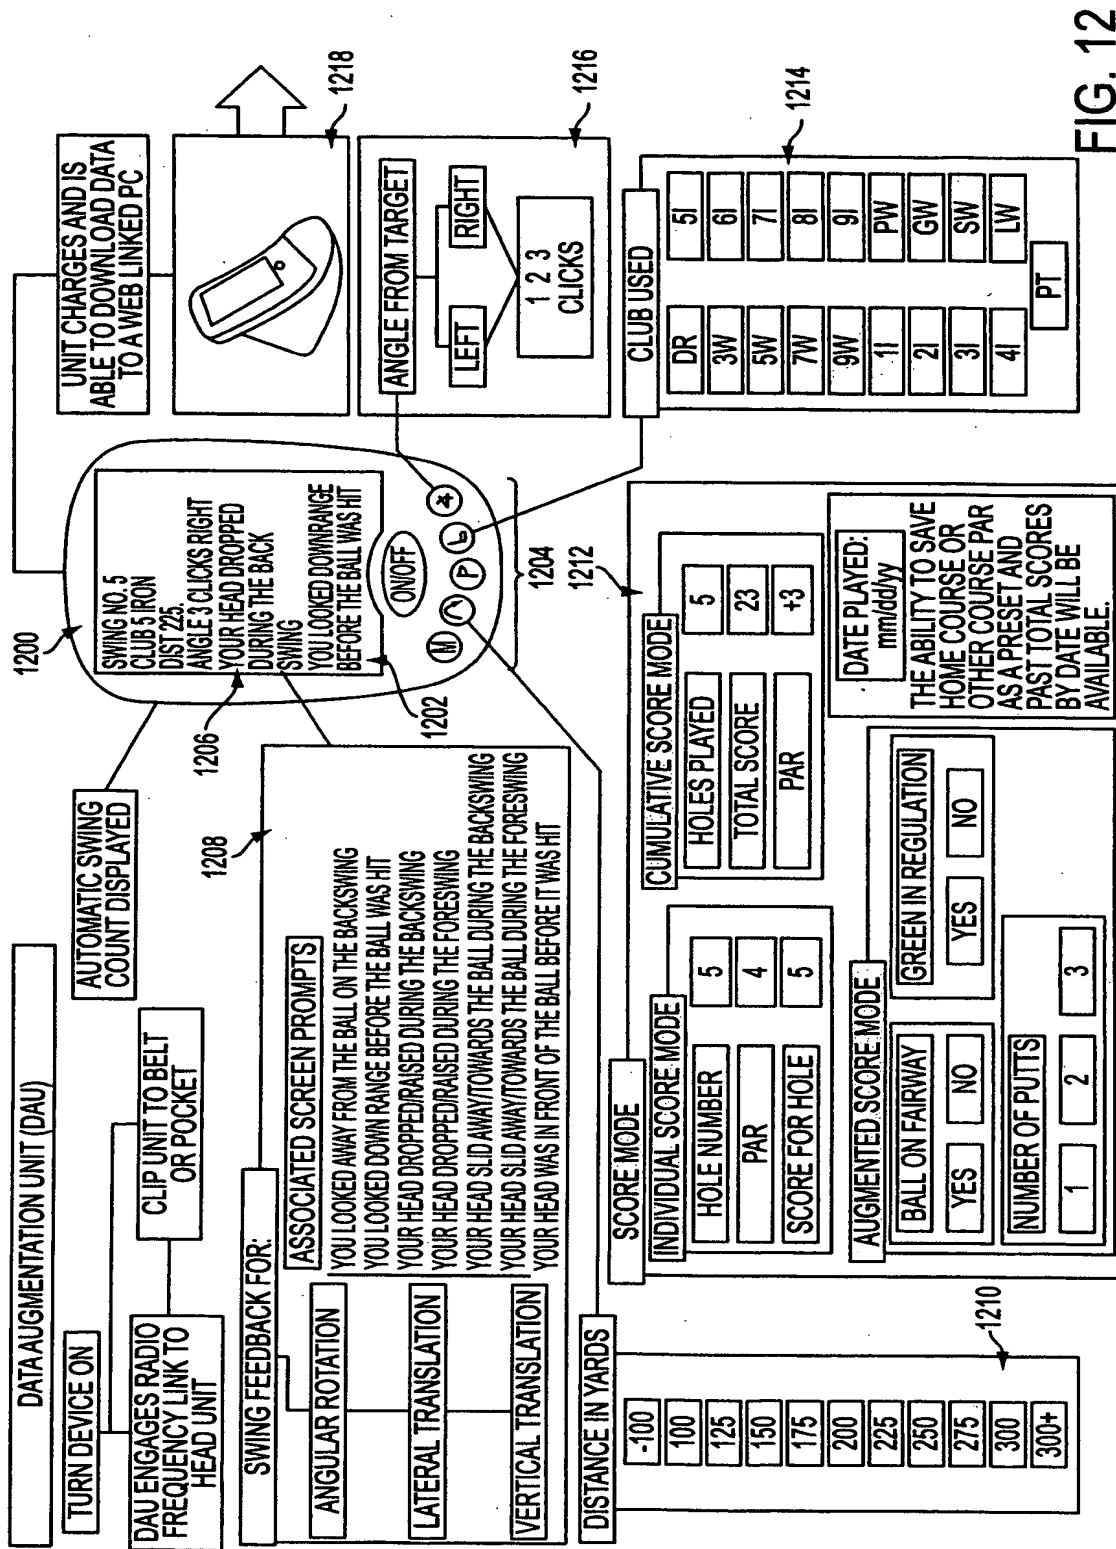 DATA AUGMENTATION UNIT (DAU)
TURN DEVICE ON
DAU ENGAGES RADIO
FREQUENCY LINK TO
HEAD UNIT
CLIP UNIT TO BELT
OR POCKET
AUTOMATIC SWING
COUNT DISPLAYED
1200
SWING NO. 5
CLUB 5 IRON
DIST 225.
ANGLE 3 CLICKS RIGHT
YOUR HEAD DROPPED
DURING THE BACK
SWING
YOU LOOKED DOWNRANGE
BEFORE THE BALL WAS HIT
1206
1202
ON/OFF
M
P
1204
UNIT CHARGES AND IS
ABLE TO DOWNLOAD DATA
TO A WEB LINKED PC
1218
SWING FEEDBACK FOR:
1208
ASSOCIATED SCREEN PROMPTS
ANGULAR ROTATION
YOU LOOKED AWAY FROM THE BALL ON THE BACKSWING
YOU LOOKED DOWN RANGE BEFORE THE BALL WAS HIT
YOUR HEAD DROPPED/RAISED DURING THE BACKSWING
LATERAL TRANSLATION
YOUR HEAD DROPPED/RAISED DURING THE FORESWING
YOUR HEAD SLID AWAY/TOWARDS THE BALL DURING THE BACKSWING
YOUR HEAD SLID AWAY/TOWARDS THE BALL DURING THE FORESWING
VERTICAL TRANSLATION
YOUR HEAD WAS IN FRONT OF THE BALL BEFORE IT WAS HIT
ANGLE FROM TARGET
LEFT
RIGHT
1 2 3
CLICKS
1216
DISTANCE IN YARDS
-100
100
125
150
175
200
225
250
275
300
300+
1210
SCORE MODE
1212
INDIVIDUAL SCORE MODE
HOLE NUMBER 5
PAR 4
SCORE FOR HOLE 5
CUMULATIVE SCORE MODE
HOLES PLAYED 5
TOTAL SCORE 23
PAR +3
AUGMENTED SCORE MODE
BALL ON FAIRWAY
YES NO
GREEN IN REGULATION
YES NO
NUMBER OF PUTTS
1 2 3
DATE PLAYED:
mm/dd/yy
THE ABILITY TO SAVE
HOME COURSE OR
OTHER COURSE PAR
AS A PRESET AND
PAST TOTAL SCORES
BY DATE WILL BE
AVAILABLE.
CLUB USED
1214
DR 5I
3W 6I
5W 7I
7W 8I
9W 9I
1I PW
2I GW
3I SW
4I LW
PT
FIG. 12